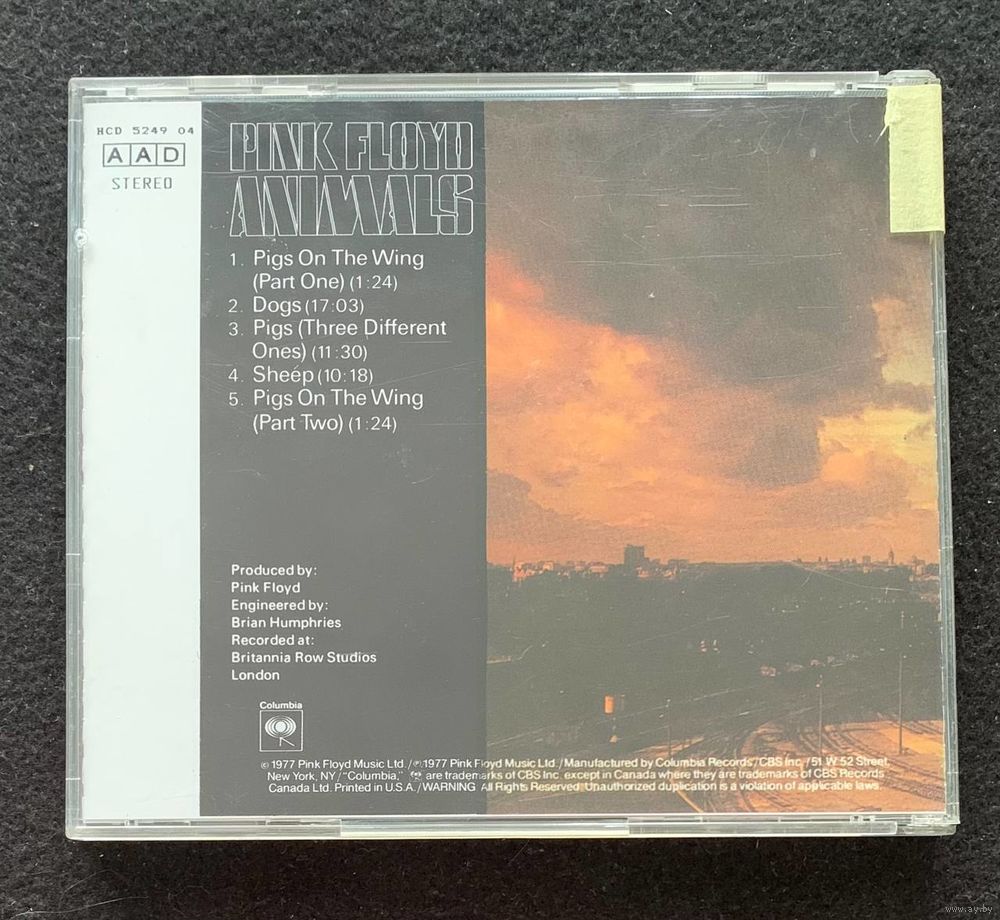 HCD 5249 04
AAD
STEREO
PINK FLOYD
ANIMALS
1. Pigs On The Wing
(Part One) (1:24)
2. Dogs (17:03)
3. Pigs (Three Different
Ones) (11:30)
4. Sheep (10:18)
5. Pigs On The Wing
(Part Two) (1:24)
Produced by:
Pink Floyd
Engineered by:
Brian Humphries
Recorded at:
Britannia Row Studios
London
Columbia
© 1977 Pink Floyd Music Ltd. / ℗ 1977 Pink Floyd Music Ltd. / Manufactured by Columbia Records / CBS Inc. / 51 W. 52 Street,
New York, NY / "Columbia," are trademarks of CBS Inc. except in Canada where they are trademarks of CBS Records
Canada Ltd. Printed in U.S.A. / WARNING All Rights Reserved. Unauthorized duplication is a violation of applicable laws.
www.ay.by